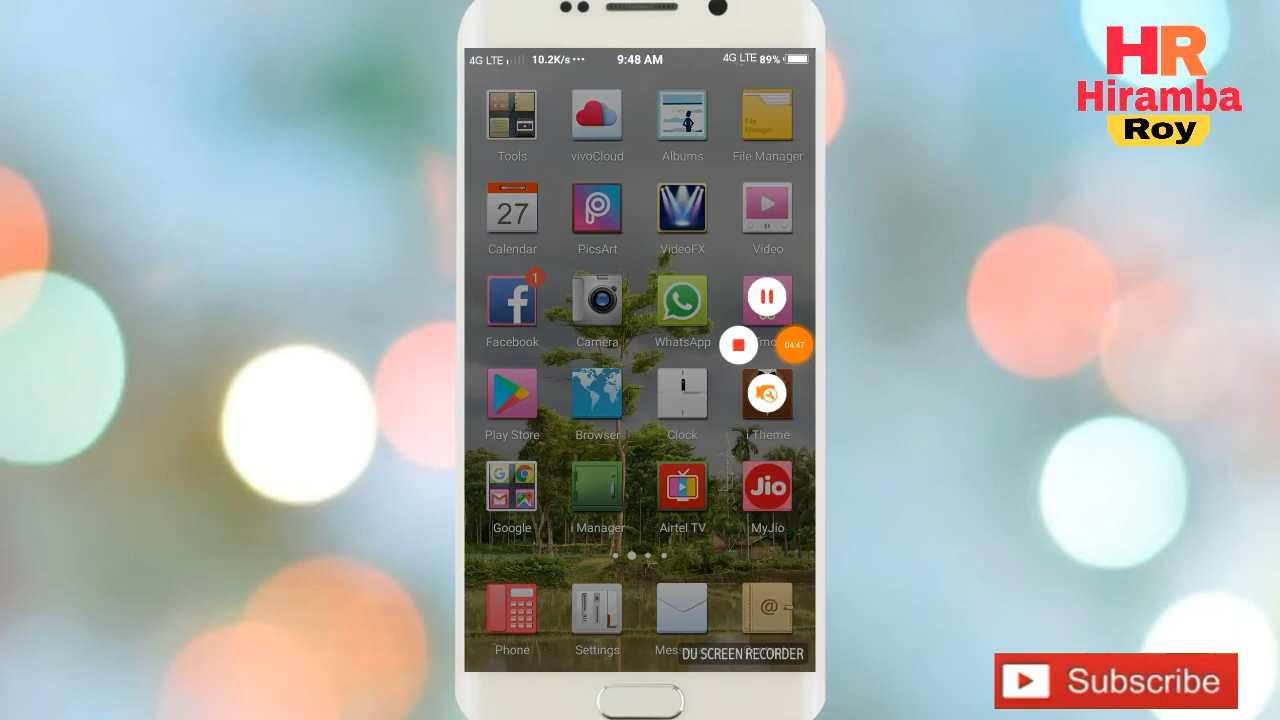 HR
Hiramba
Roy
4G LTE 10.2K/s ... 9:48 AM 4G LTE 89%
Tools vivoCloud Albums File Manager
File Manager
27
Calendar PicsArt VideoFX Video
1
Facebook Camera WhatsApp
04:47
Play Store Browser Clock i Theme
Jio
Google i Manager Airtel TV MyJio
@
Phone Settings
DU SCREEN RECORDER
Subscribe